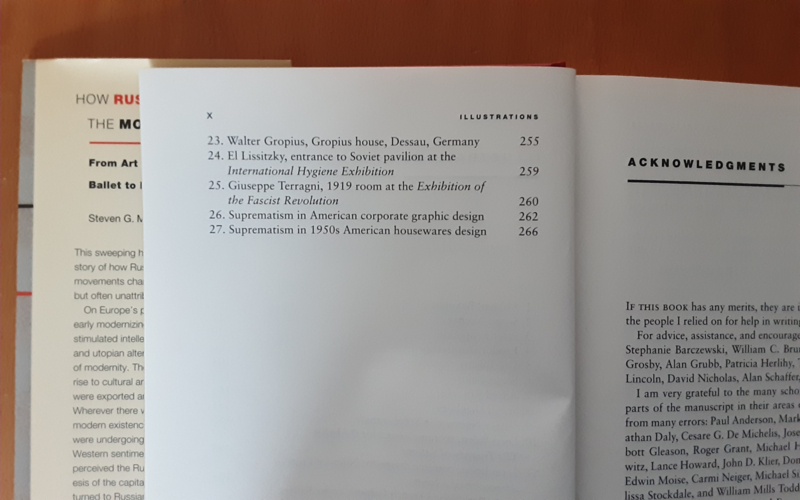 HOW RUS
THE MO
From Art
Ballet to
Steven G. M
This sweeping h
story of how Rus
movements cha
but often unattrib
On Europe's p
early modernizin
stimulated intelle
and utopian alter
of modernity. Th
rise to cultural an
were exported a
Wherever there w
modern existenc
were undergoing
Western sentime
perceived the Ru
esis of the capita
turned to Russian
X
ILLUSTRATIONS
23. Walter Gropius, Gropius house, Dessau, Germany 255
24. El Lissitzky, entrance to Soviet pavilion at the
International Hygiene Exhibition 259
25. Giuseppe Terragni, 1919 room at the Exhibition of
the Fascist Revolution 260
26. Suprematism in American corporate graphic design 262
27. Suprematism in 1950s American housewares design 266
ACKNOWLEDGMENTS
IF THIS BOOK has any merits, they are
the people I relied on for help in writing
For advice, assistance, and encourag
Stephanie Barczewski, William C. Bru
Grosby, Alan Grubb, Patricia Herlihy,
Lincoln, David Nicholas, Alan Schaffer,
I am very grateful to the many scho
parts of the manuscript in their areas
from many errors: Paul Anderson, Mark
athan Daly, Cesare G. De Michelis, Jose
bott Gleason, Roger Grant, Michael H
witz, Lance Howard, John D. Klier, Don
Edwin Moise, Carmi Neiger, Michael Si
lissa Stockdale, and William Mills Todd